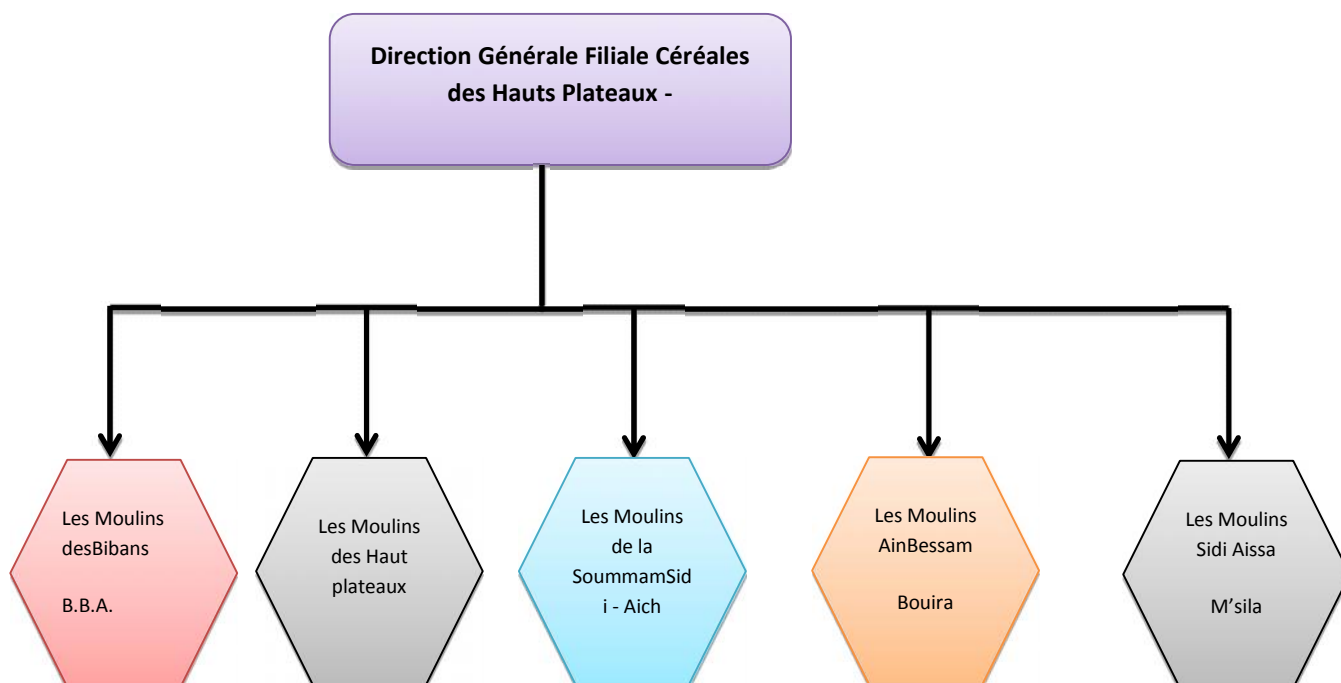 Direction Générale Filiale Céréales
des Hauts Plateaux -
Les Moulins
desBibans
B.B.A.
Les Moulins
des Haut
plateaux
Les Moulins
de la
SoummamSid
i - Aich
Les Moulins
AinBessam
Bouira
Les Moulins
Sidi Aissa
M’sila